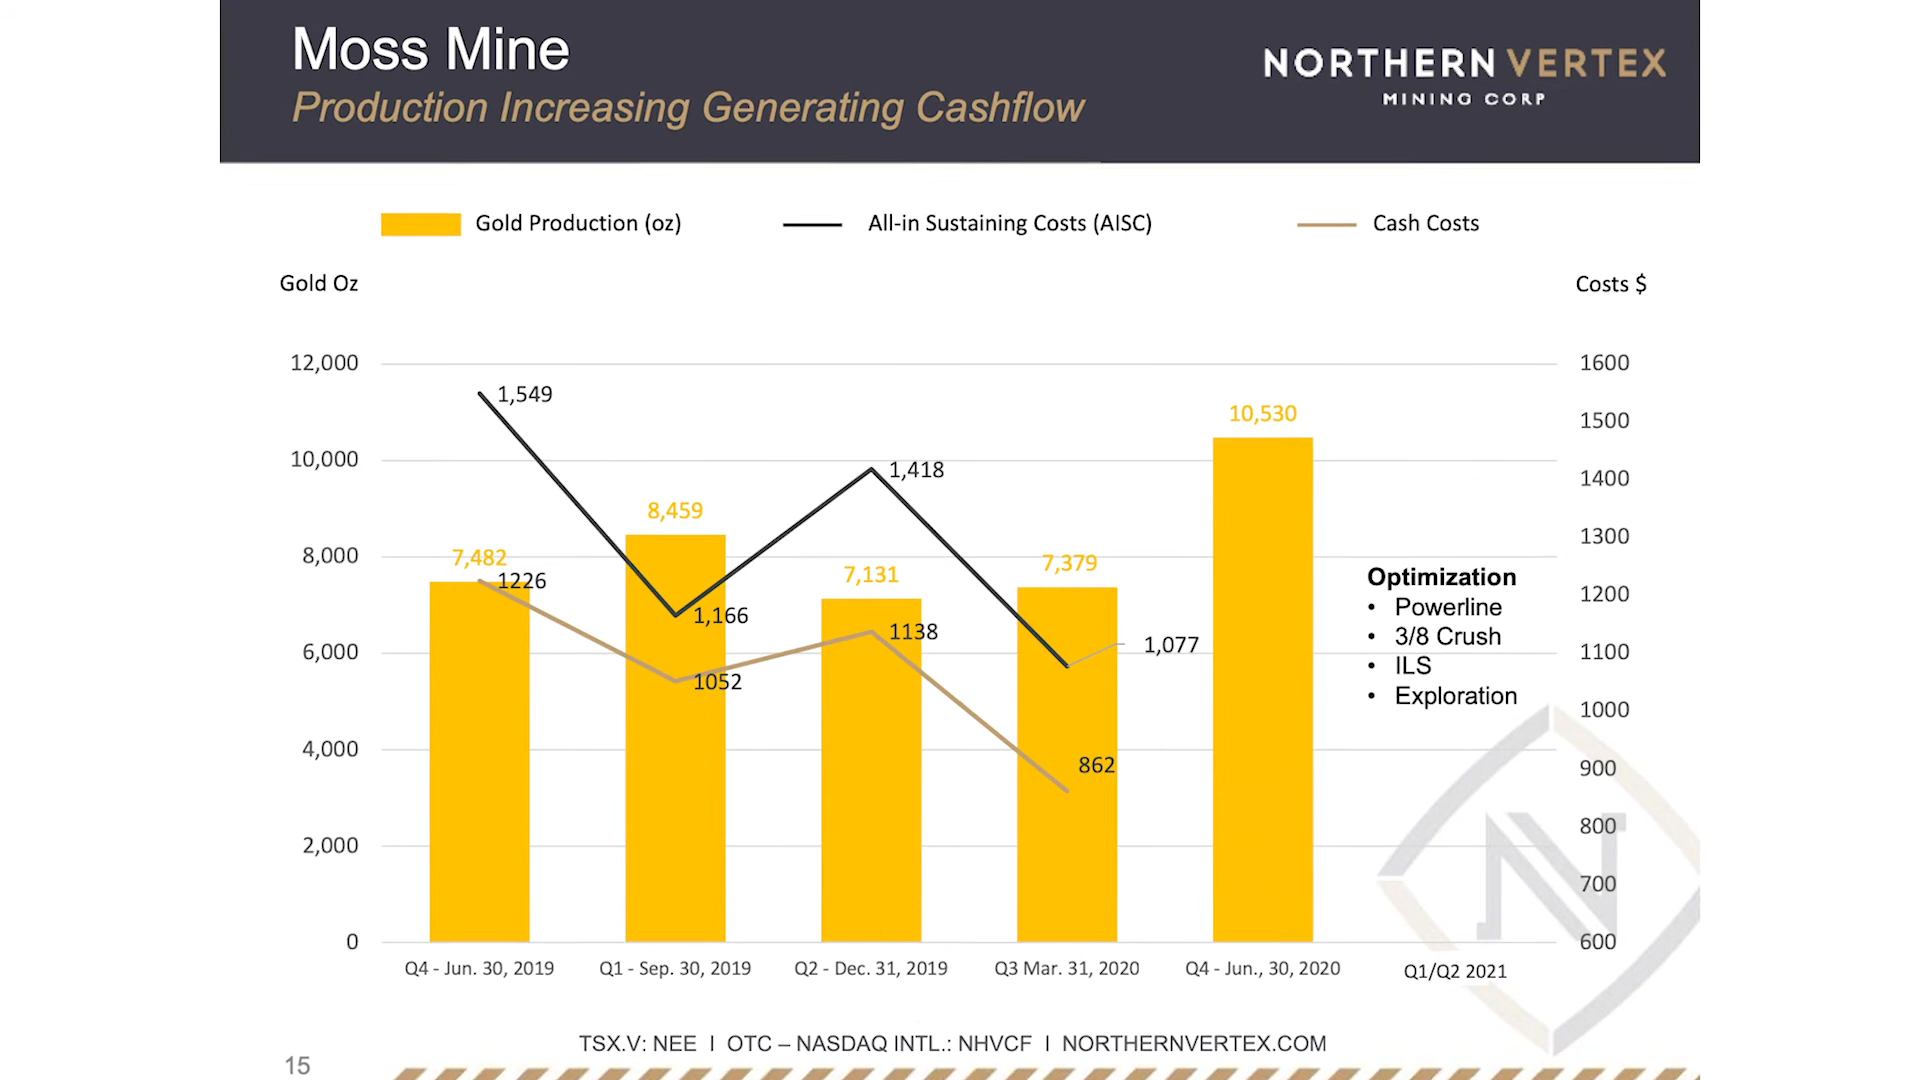 Moss Mine
Production Increasing Generating Cashflow
NORTHERN VERTEX
MINING CORP
Gold Production (oz)
All-in Sustaining Costs (AISC)
Cash Costs
Gold Oz
Costs $
12,000
10,000
8,000
6,000
4,000
2,000
0
1600
1500
1400
1300
1200
1100
1000
900
800
700
600
1,549
1,166
1,418
1,077
7,482
8,459
7,131
7,379
10,530
1226
1052
1138
862
Optimization
• Powerline
• 3/8 Crush
• ILS
• Exploration
Q4 - Jun. 30, 2019
Q1 - Sep. 30, 2019
Q2 - Dec. 31, 2019
Q3 Mar. 31, 2020
Q4 - Jun., 30, 2020
Q1/Q2 2021
TSX.V: NEE I OTC – NASDAQ INTL.: NHVCF I NORTHERNVERTEX.COM
15